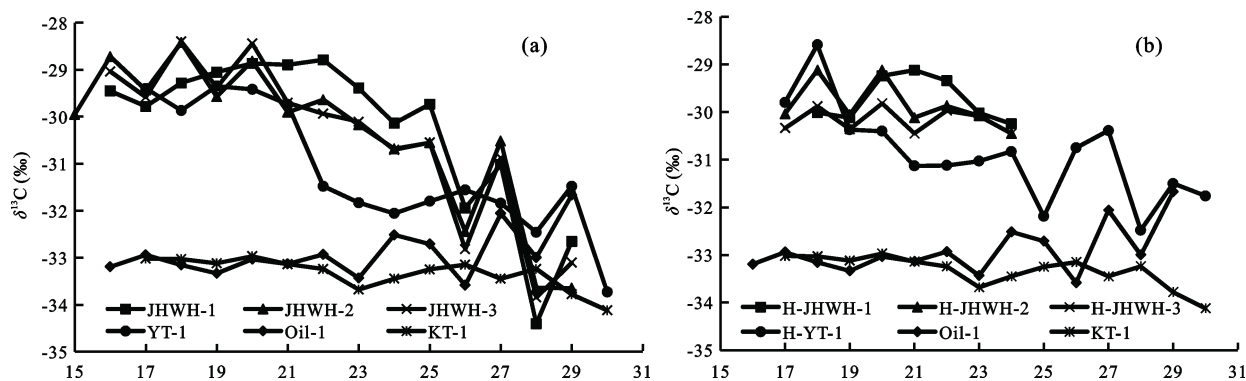 (a)
δ¹³C (‰)
-28
-29
-30
-31
-32
-33
-34
-35
JHWH-1 JHWH-2 JHWH-3
YT-1 Oil-1 KT-1
15 17 19 21 23 25 27 29 31
(b)
δ¹³C (‰)
-28
-29
-30
-31
-32
-33
-34
-35
H-JHWH-1 H-JHWH-2 H-JHWH-3
H-YT-1 Oil-1 KT-1
15 17 19 21 23 25 27 29 31